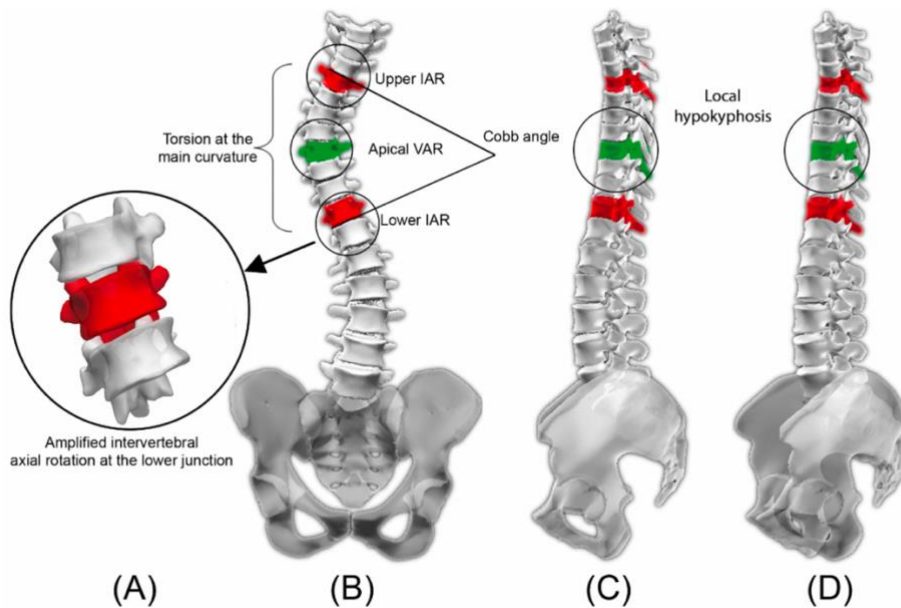 Upper IAR
Torsion at the
main curvature
Apical VAR
Cobb angle
Lower IAR
Local
hypokyphosis
Amplified intervertebral
axial rotation at the lower junction
(A)
(B)
(C)
(D)